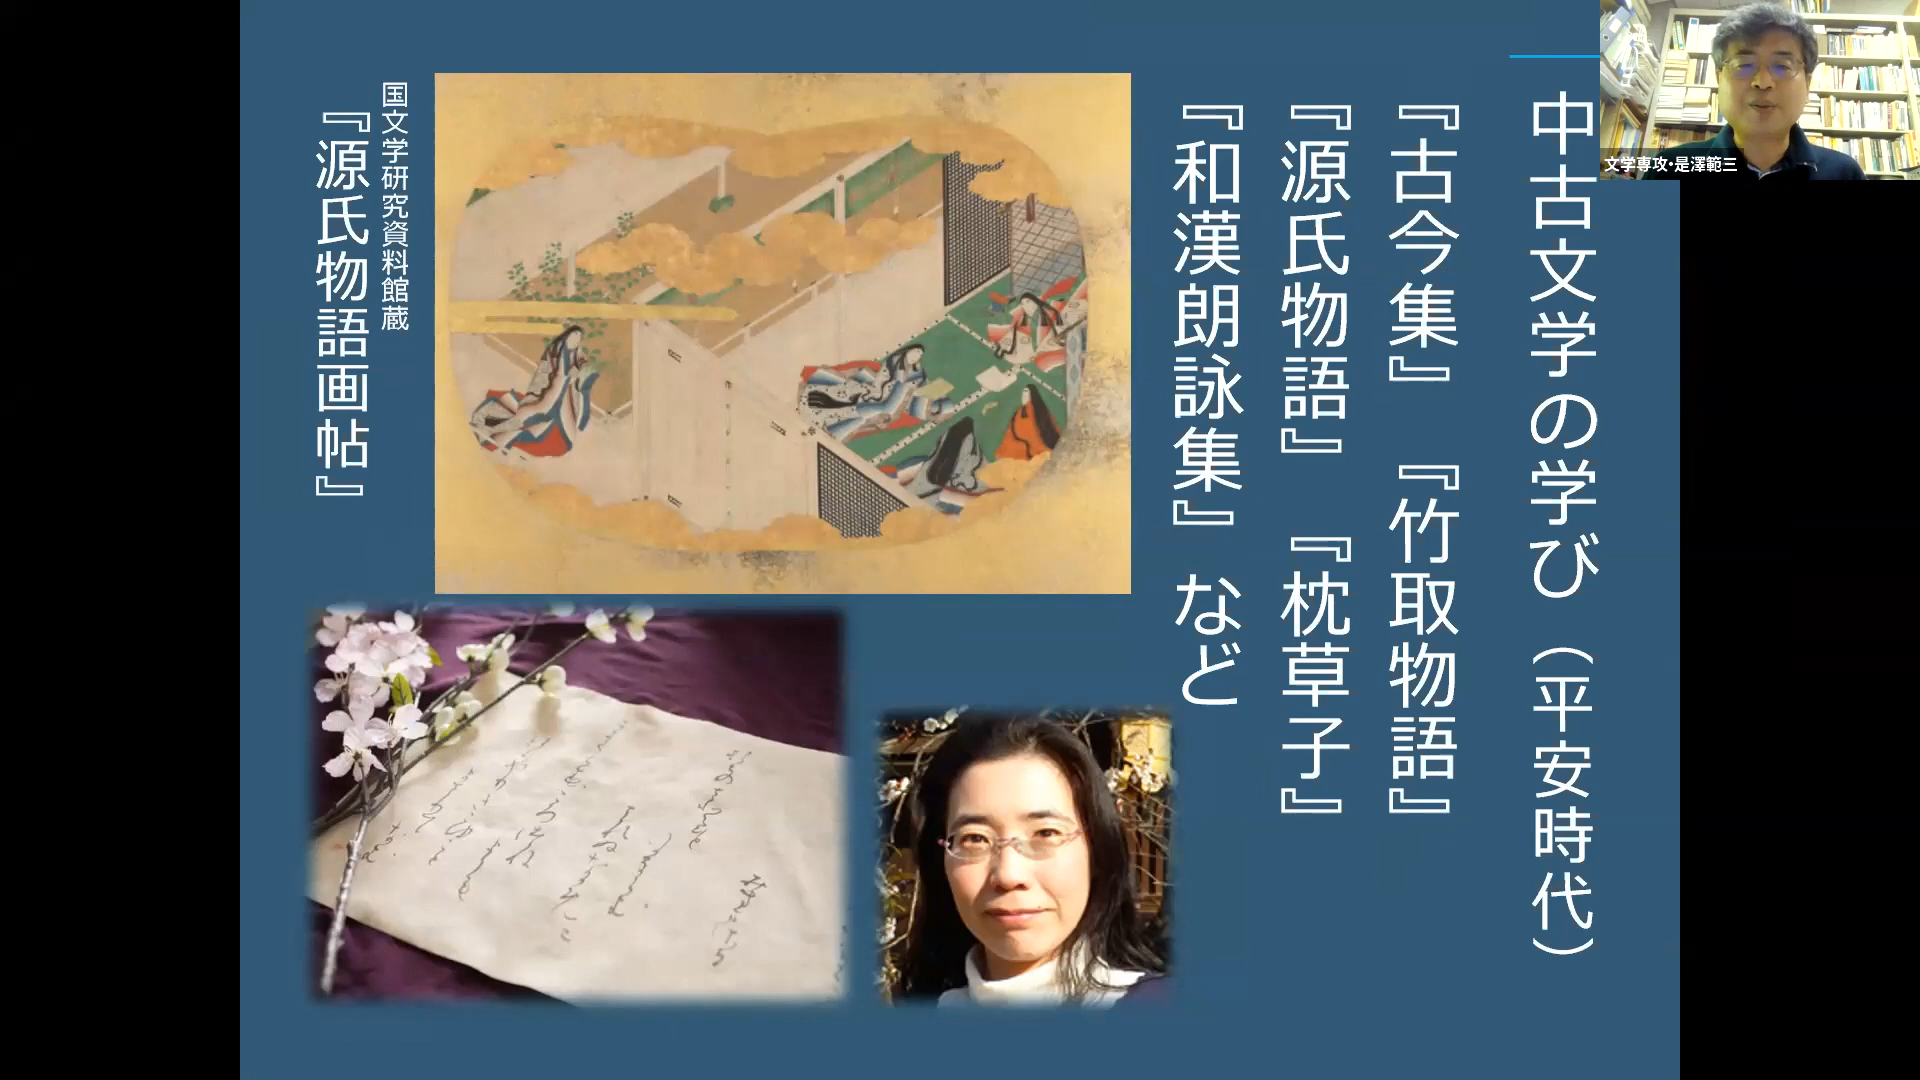 中古文学の学び（平安時代）
『古今集』 『竹取物語』
『源氏物語』 『枕草子』
『和漢朗詠集』 など
国文学研究資料館蔵
『源氏物語画帖』
文学専攻・是澤範三